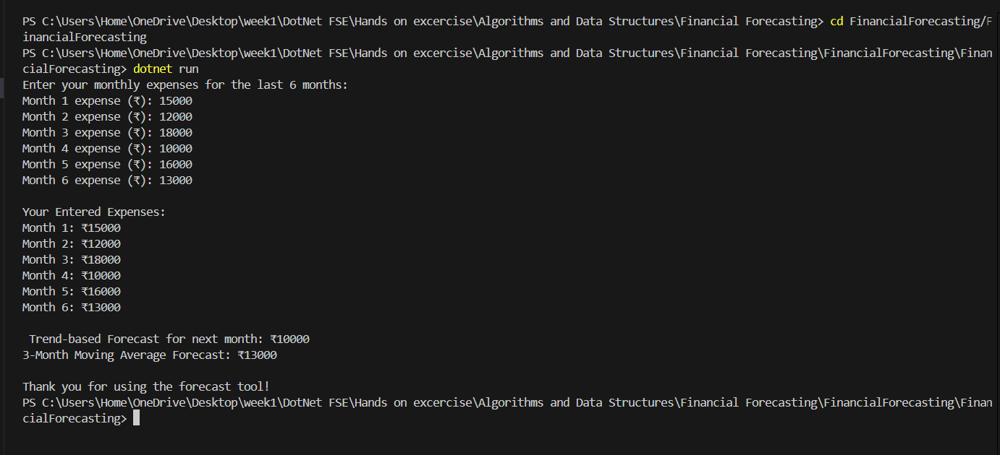 PS C:\Users\Home\OneDrive\Desktop\week1\DotNet FSE\Hands on excercise\Algorithms and Data Structures\Financial Forecasting> cd FinancialForecasting/F
inancialForecasting
PS C:\Users\Home\OneDrive\Desktop\week1\DotNet FSE\Hands on excercise\Algorithms and Data Structures\Financial Forecasting\FinancialForecasting\Finan
cialForecasting> dotnet run
Enter your monthly expenses for the last 6 months:
Month 1 expense (₹): 15000
Month 2 expense (₹): 12000
Month 3 expense (₹): 18000
Month 4 expense (₹): 10000
Month 5 expense (₹): 16000
Month 6 expense (₹): 13000
Your Entered Expenses:
Month 1: ₹15000
Month 2: ₹12000
Month 3: ₹18000
Month 4: ₹10000
Month 5: ₹16000
Month 6: ₹13000
Trend-based Forecast for next month: ₹10000
3-Month Moving Average Forecast: ₹13000
Thank you for using the forecast tool!
PS C:\Users\Home\OneDrive\Desktop\week1\DotNet FSE\Hands on excercise\Algorithms and Data Structures\Financial Forecasting\FinancialForecasting\Finan
cialForecasting>